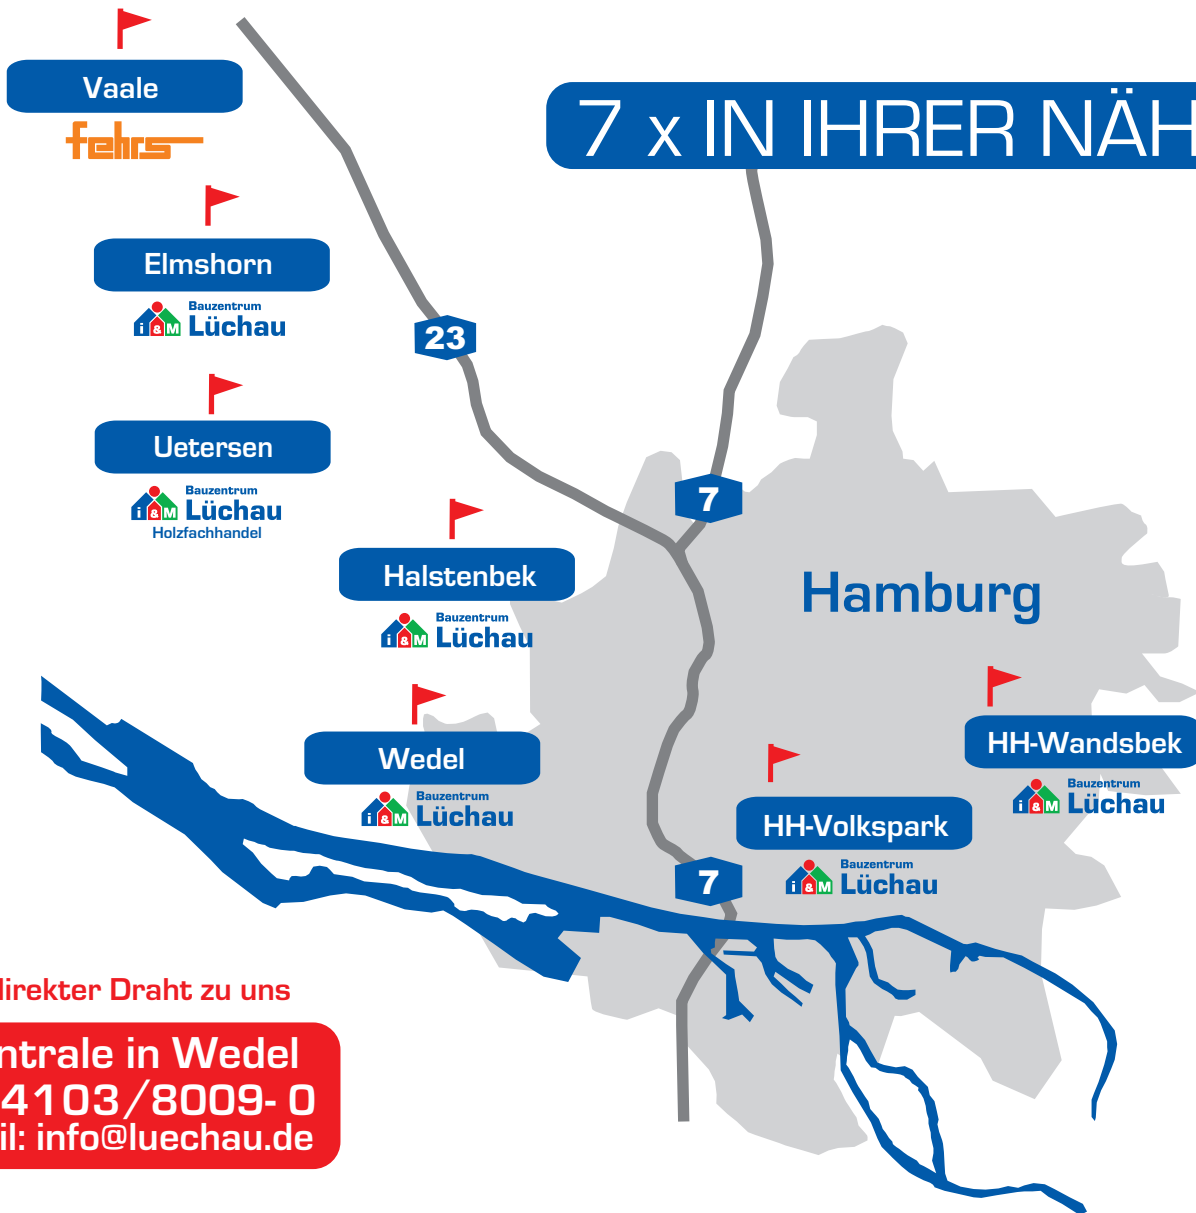 Vaale
fehrs
7 x IN IHRER NÄH
Elmshorn
i&M Bauzentrum
Lüchau
23
Uetersen
i&M Bauzentrum
Lüchau
Holzfachhandel
7
Halstenbek
i&M Bauzentrum
Lüchau
Hamburg
Wedel
i&M Bauzentrum
Lüchau
HH-Wandsbek
i&M Bauzentrum
Lüchau
HH-Volkspark
i&M Bauzentrum
Lüchau
7
direkter Draht zu uns
ntrale in Wedel
4103/8009-0
il: info@luechau.de